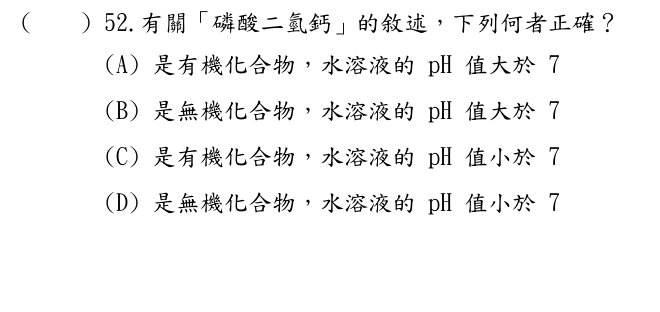 (　　) 52.有關「磷酸二氫鈣」的敘述，下列何者正確？
(A) 是有機化合物，水溶液的 pH 值大於 7
(B) 是無機化合物，水溶液的 pH 值大於 7
(C) 是有機化合物，水溶液的 pH 值小於 7
(D) 是無機化合物，水溶液的 pH 值小於 7